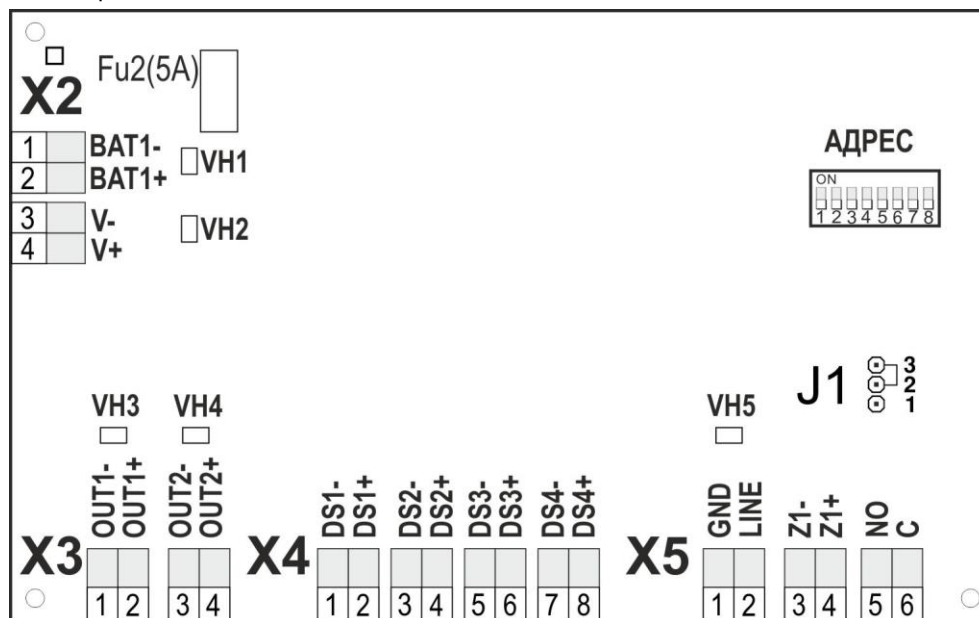 Fu2(5A)
X2
1 BAT1-
2 BAT1+
3 V-
4 V+
VH1
VH2
АДРЕС
ON
1 2 3 4 5 6 7 8
J1
3
2
1
VH3 VH4 VH5
OUT1- OUT1+ OUT2- OUT2+ DS1- DS1+ DS2- DS2+ DS3- DS3+ DS4- DS4+ GND LINE Z1- Z1+ NO C
X3 X4 X5
1 2 3 4 1 2 3 4 5 6 7 8 1 2 3 4 5 6